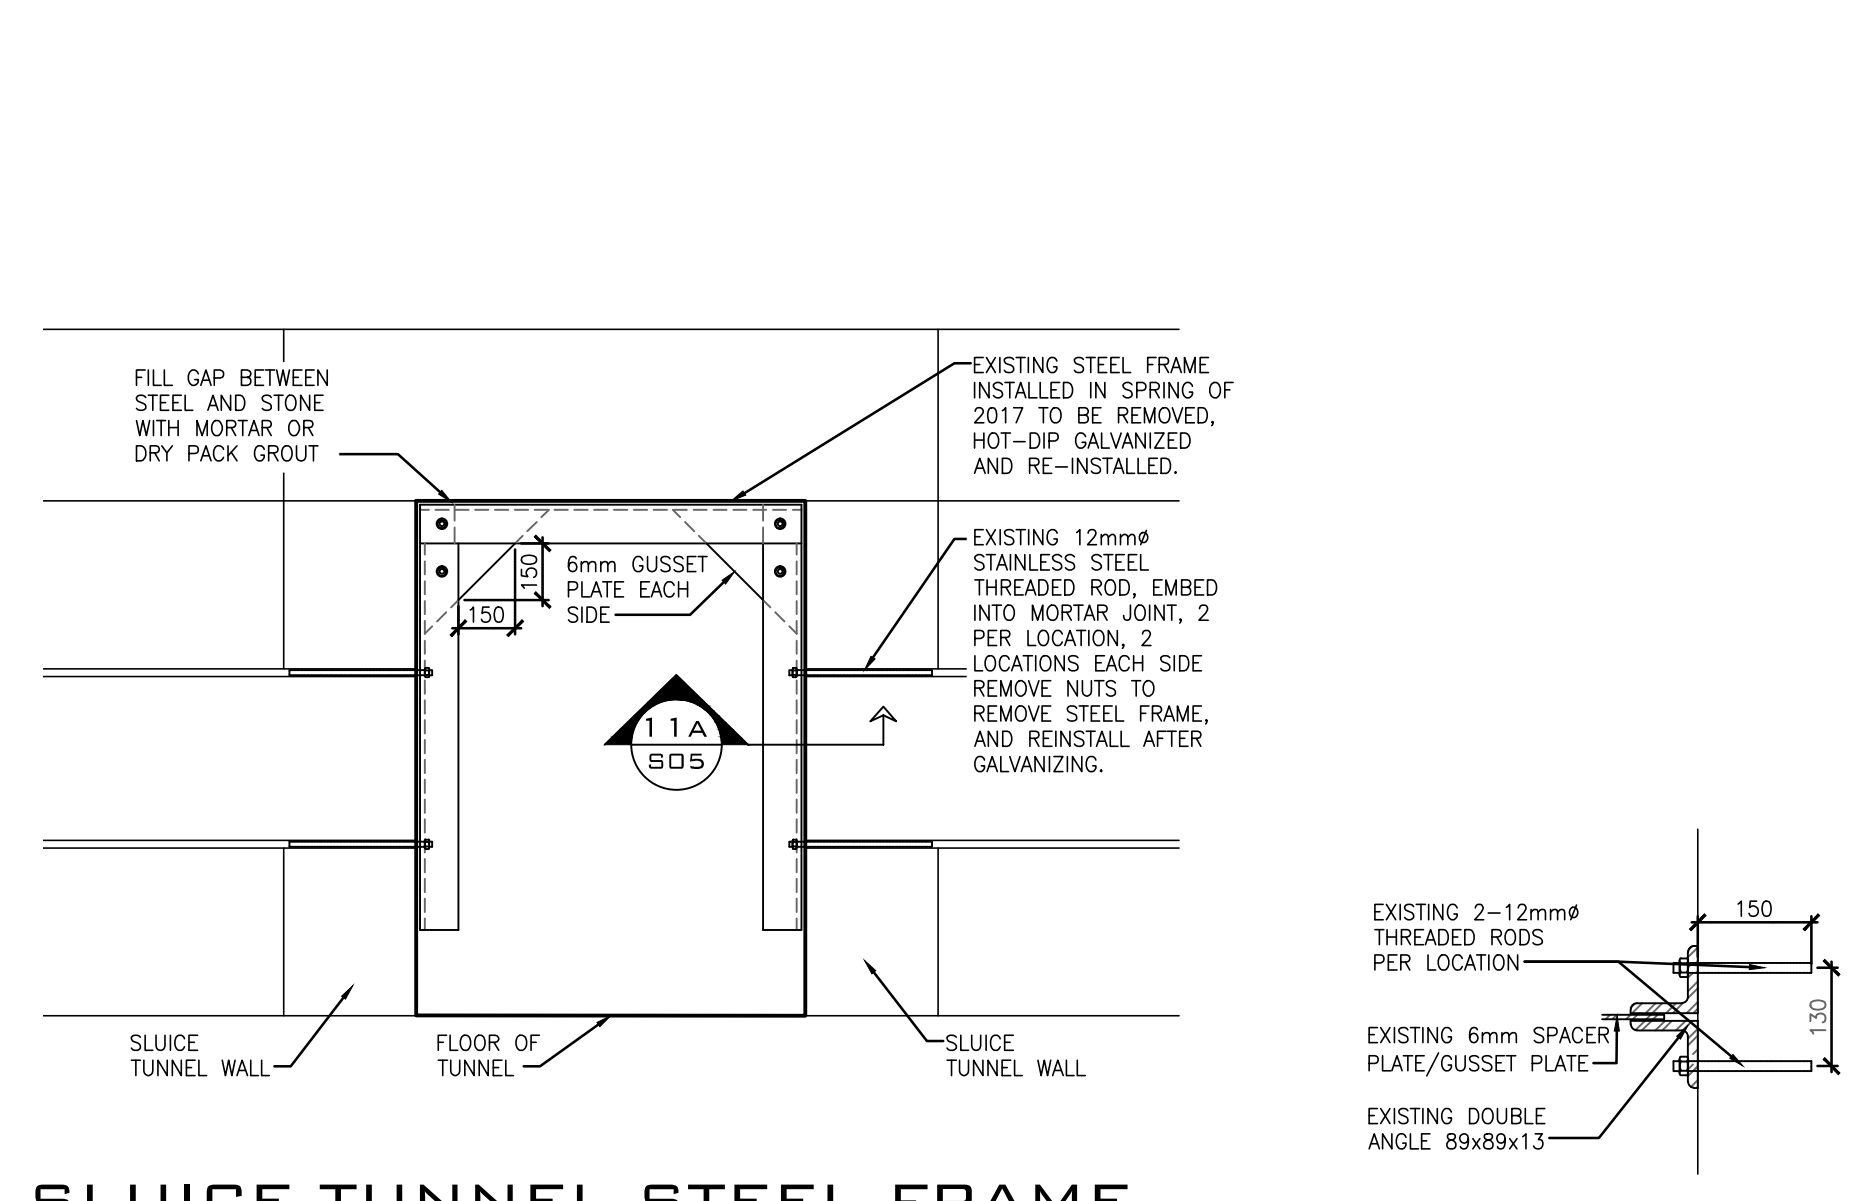 FILL GAP BETWEEN
STEEL AND STONE
WITH MORTAR OR
DRY PACK GROUT
EXISTING STEEL FRAME
INSTALLED IN SPRING OF
2017 TO BE REMOVED,
HOT-DIP GALVANIZED
AND RE-INSTALLED.
150
150
6mm GUSSET
PLATE EACH
SIDE
EXISTING 12mmø
STAINLESS STEEL
THREADED ROD, EMBED
INTO MORTAR JOINT, 2
PER LOCATION, 2
LOCATIONS EACH SIDE
REMOVE NUTS TO
REMOVE STEEL FRAME,
AND REINSTALL AFTER
GALVANIZING.
11A
S05
SLUICE
TUNNEL WALL
FLOOR OF
TUNNEL
SLUICE
TUNNEL WALL
EXISTING 2-12mmø
THREADED RODS
PER LOCATION
150
130
EXISTING 6mm SPACER
PLATE/GUSSET PLATE
EXISTING DOUBLE
ANGLE 89x89x13
SLUICE TUNNEL STEEL FRAME